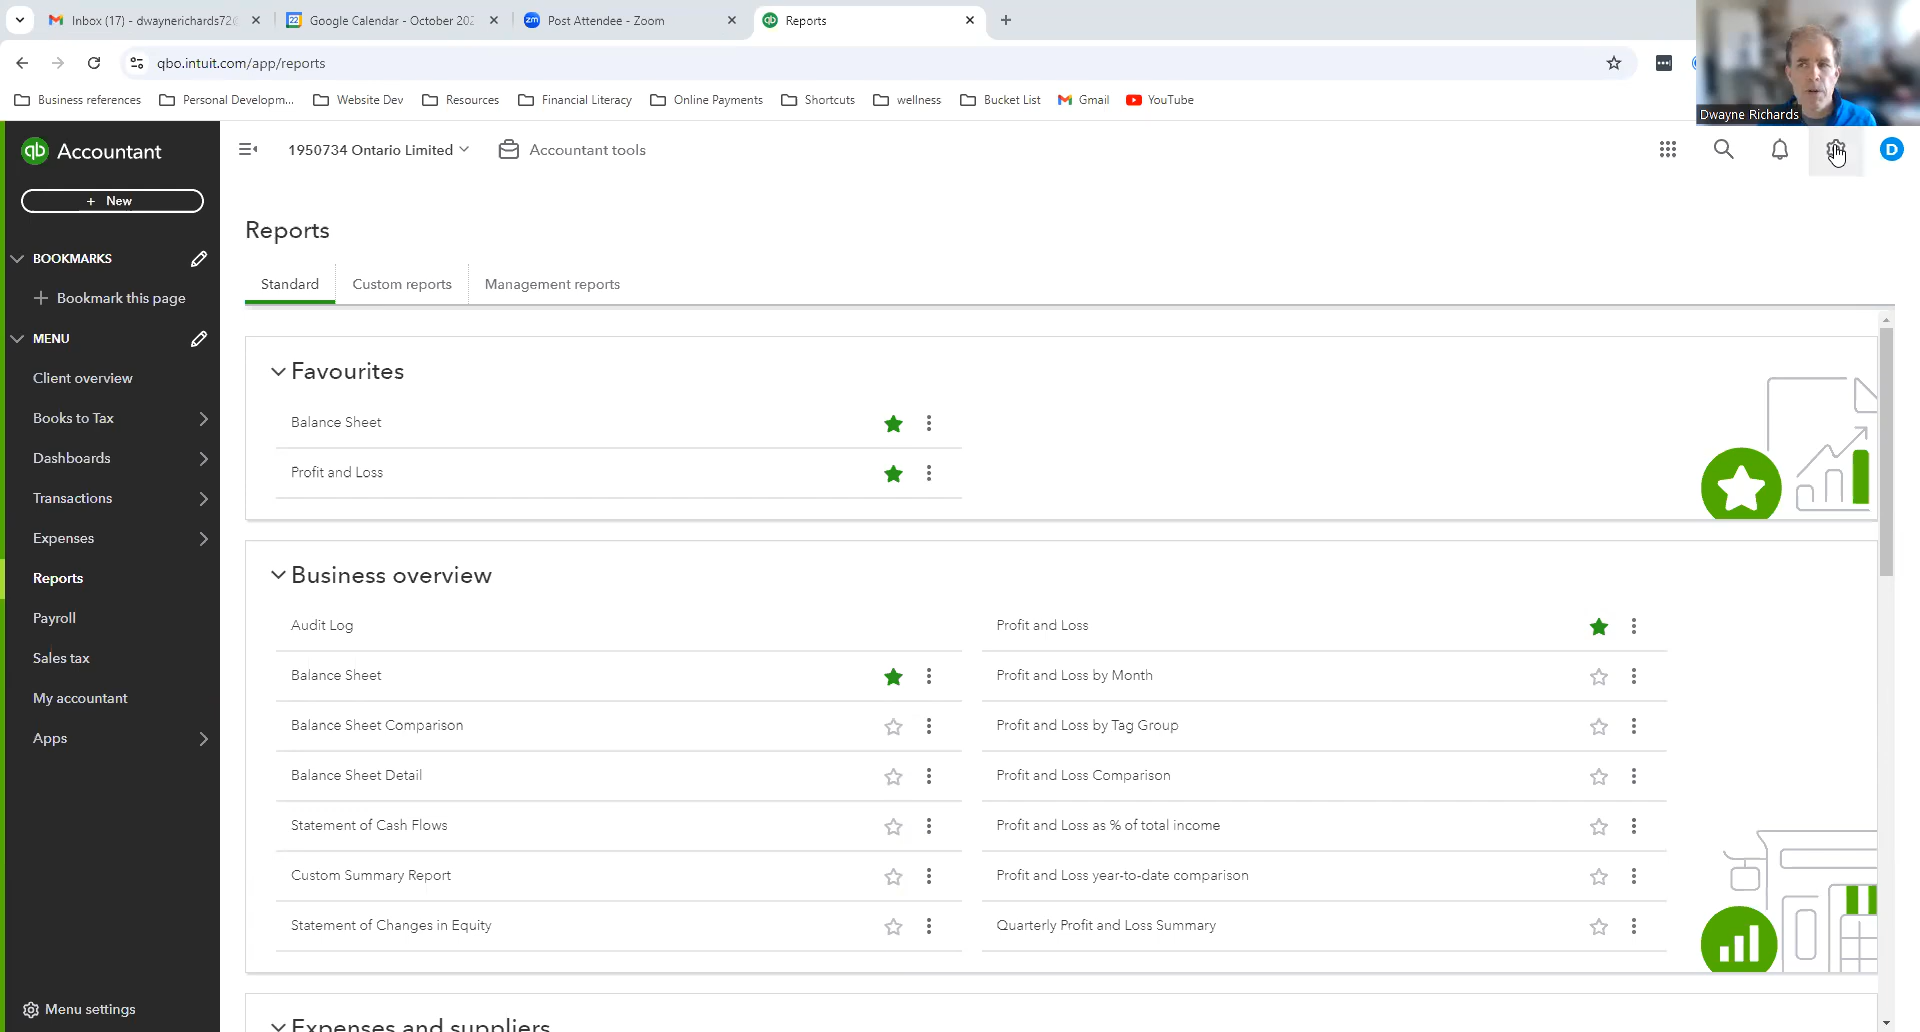 Inbox (17) - dwaynerichards72
Google Calendar - October 202
zm
Post Attendee - Zoom
qb
Reports
qbo.intuit.com/app/reports
Business references
Personal Developm...
Website Dev
Resources
Financial Literacy
Online Payments
Shortcuts
wellness
Bucket List
Gmail
YouTube
Dwayne Richards
qb Accountant
1950734 Ontario Limited
Accountant tools
D
+ New
BOOKMARKS
Bookmark this page
MENU
Client overview
Books to Tax
Dashboards
Transactions
Expenses
Reports
Payroll
Sales tax
My accountant
Apps
Menu settings
Reports
Standard
Custom reports
Management reports
Favourites
Balance Sheet
Profit and Loss
Business overview
Audit Log
Profit and Loss
Balance Sheet
Profit and Loss by Month
Balance Sheet Comparison
Profit and Loss by Tag Group
Balance Sheet Detail
Profit and Loss Comparison
Statement of Cash Flows
Profit and Loss as % of total income
Custom Summary Report
Profit and Loss year-to-date comparison
Statement of Changes in Equity
Quarterly Profit and Loss Summary
Expenses and suppliers